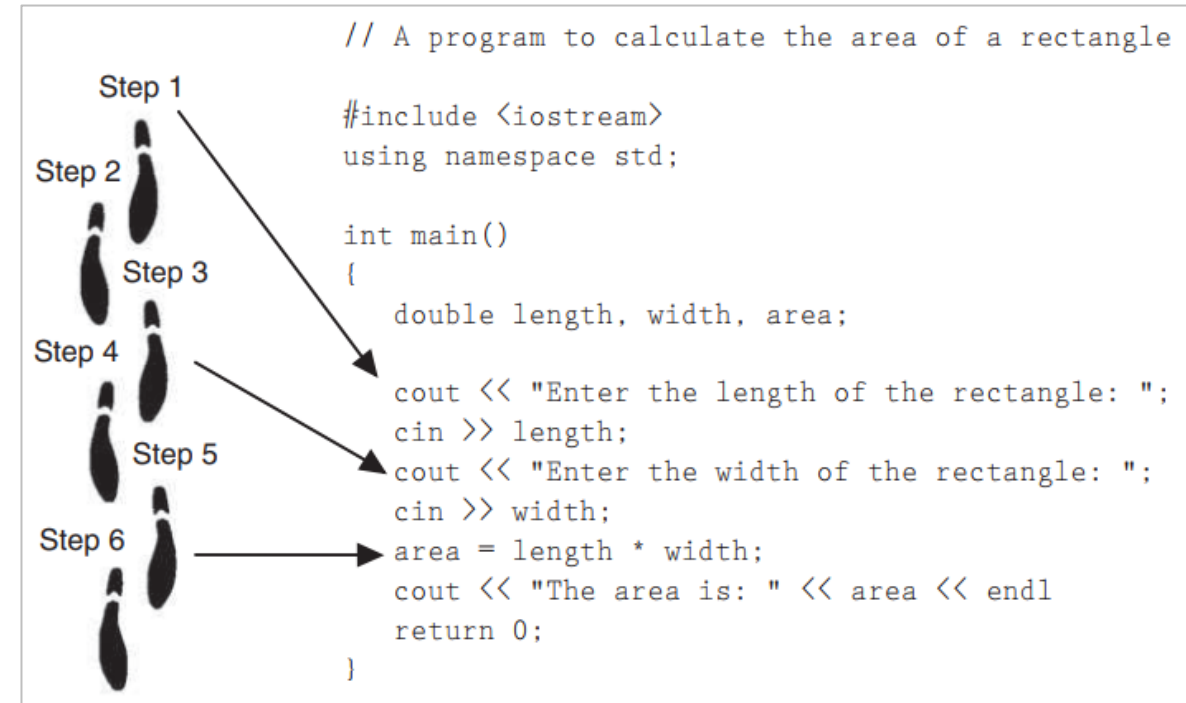 // A program to calculate the area of a rectangle
Step 1
#include <iostream>
using namespace std;
Step 2
int main()
{
Step 3
double length, width, area;
Step 4
cout << "Enter the length of the rectangle: ";
cin >> length;
Step 5
cout << "Enter the width of the rectangle: ";
cin >> width;
Step 6
area = length * width;
cout << "The area is: " << area << endl
return 0;
}